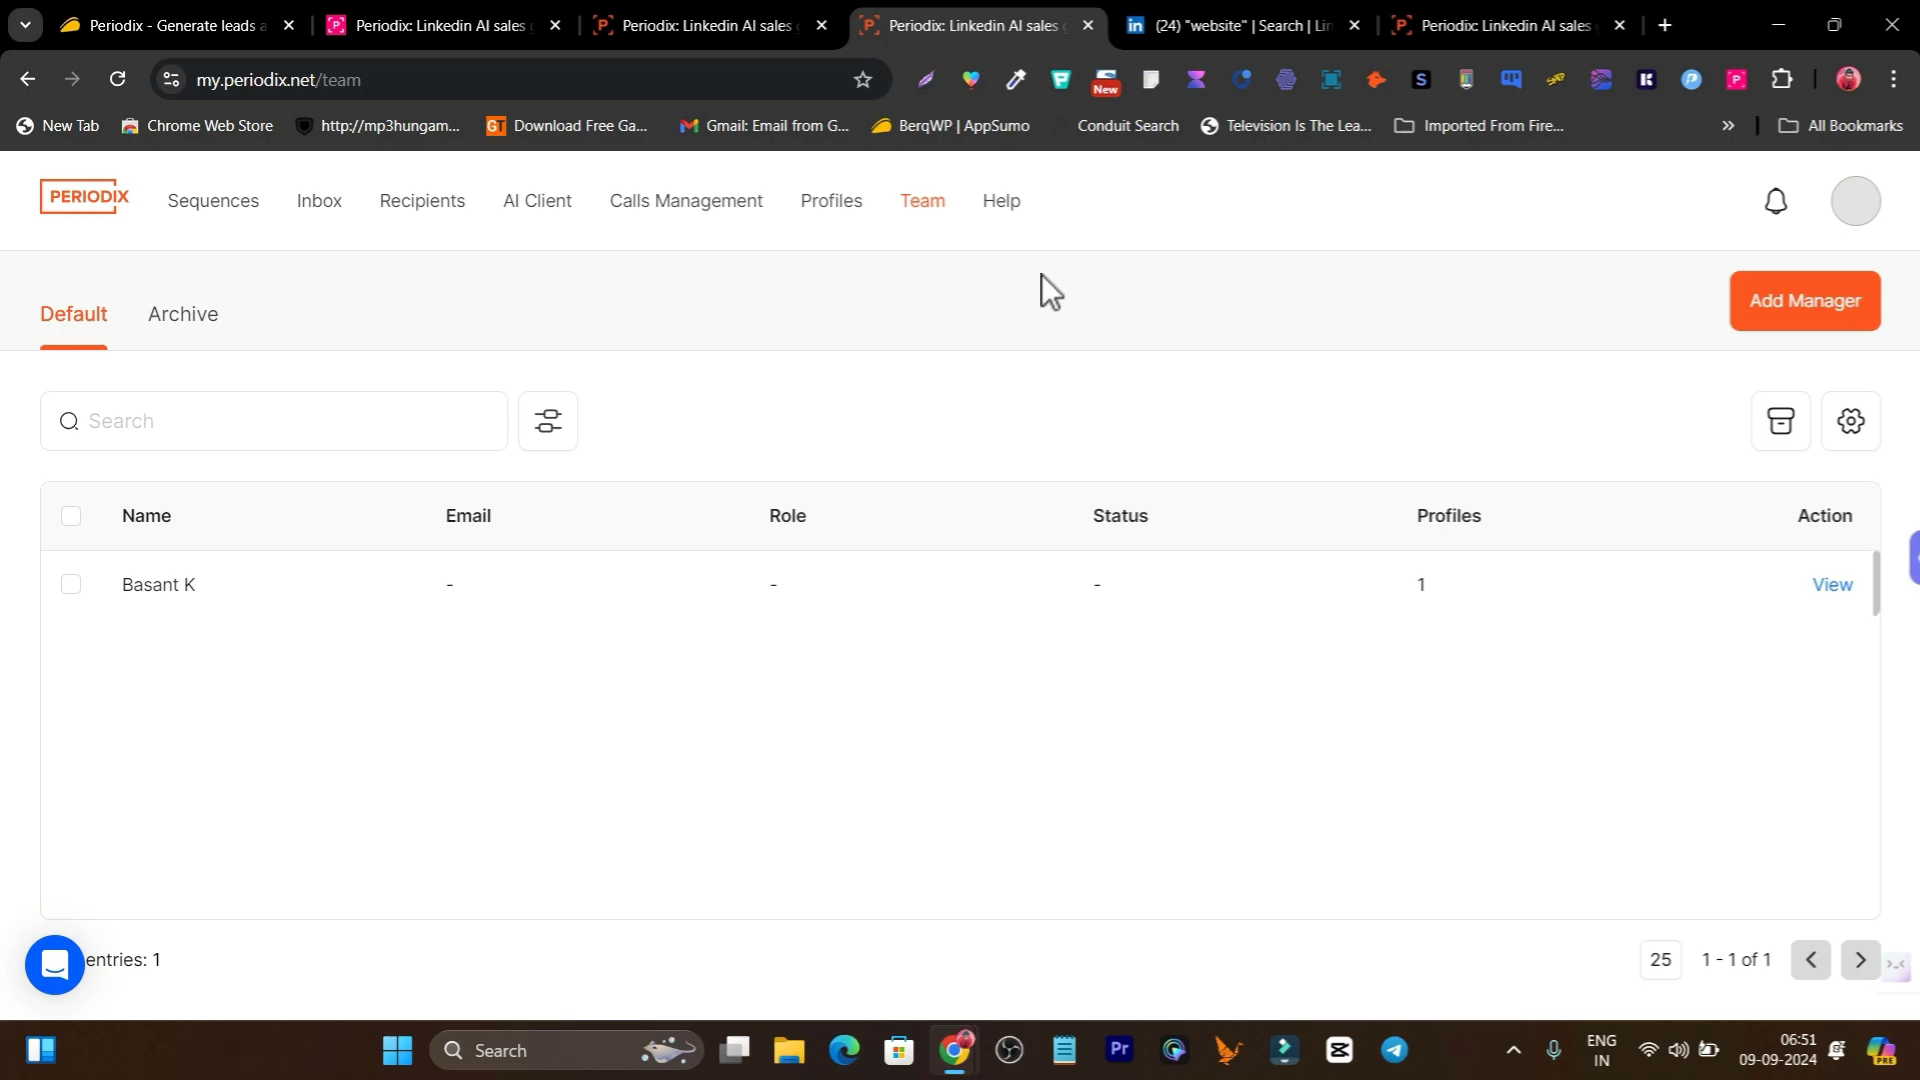 Periodix - Generate leads a
Periodix: Linkedin AI sales
Periodix: Linkedin AI sales
Periodix: Linkedin AI sales
(24) "website" | Search | Lin
Periodix: Linkedin AI sales
my.periodix.net/team
New
New Tab
Chrome Web Store
http://mp3hungam...
Download Free Ga...
Gmail: Email from G...
BerqWP | AppSumo
Conduit Search
Television Is The Lea...
Imported From Fire...
All Bookmarks
PERIODIX
Sequences
Inbox
Recipients
AI Client
Calls Management
Profiles
Team
Help
Default
Archive
Add Manager
Search
Name
Email
Role
Status
Profiles
Action
Basant K
-
-
-
1
View
entries: 1
25
1 - 1 of 1
Search
ENG
IN
06:51
09-09-2024